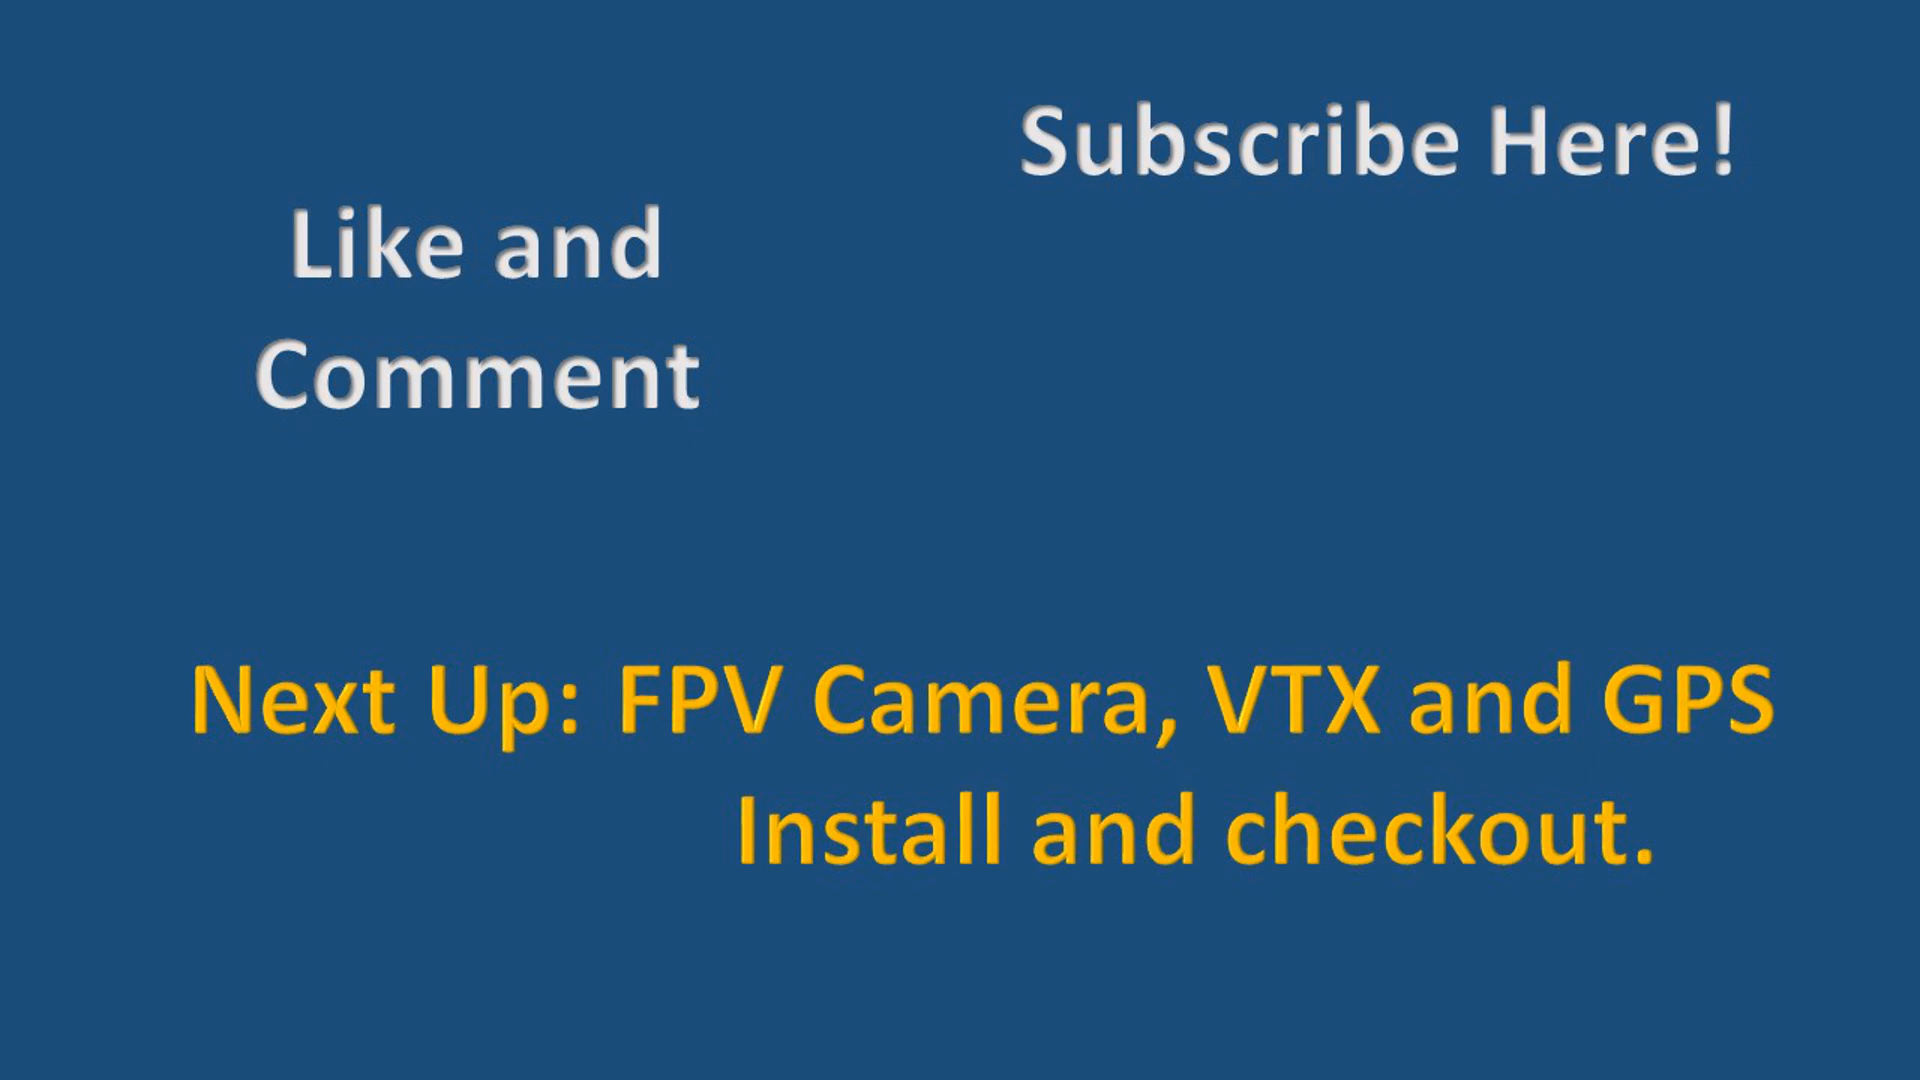 Subscribe Here!
Like and
Comment
Next Up: FPV Camera, VTX and GPS
Install and checkout.